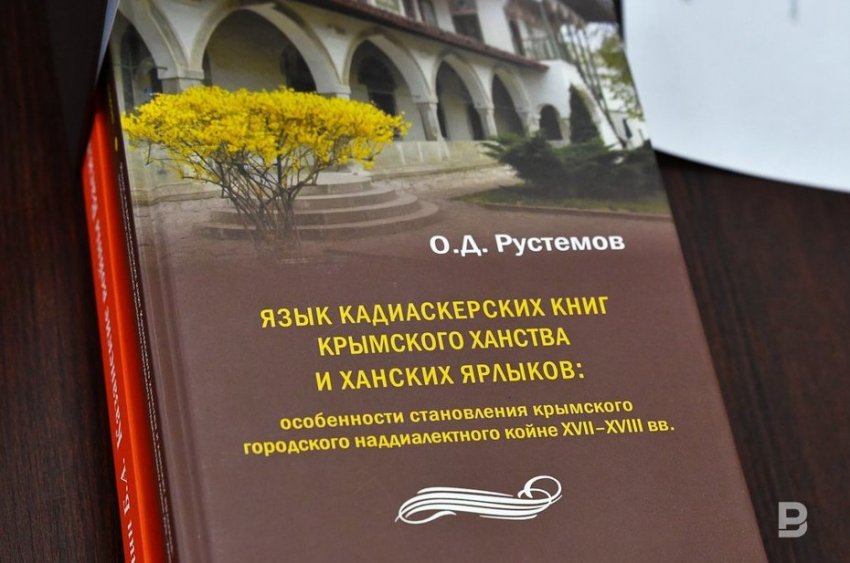 О.Д. Рустемов
ЯЗЫК КАДИАСКЕРСКИХ КНИГ
КРЫМСКОГО ХАНСТВА
И ХАНСКИХ ЯРЛЫКОВ:
особенности становления крымского
городского наддиалектного койне XVII–XVIII вв.
В